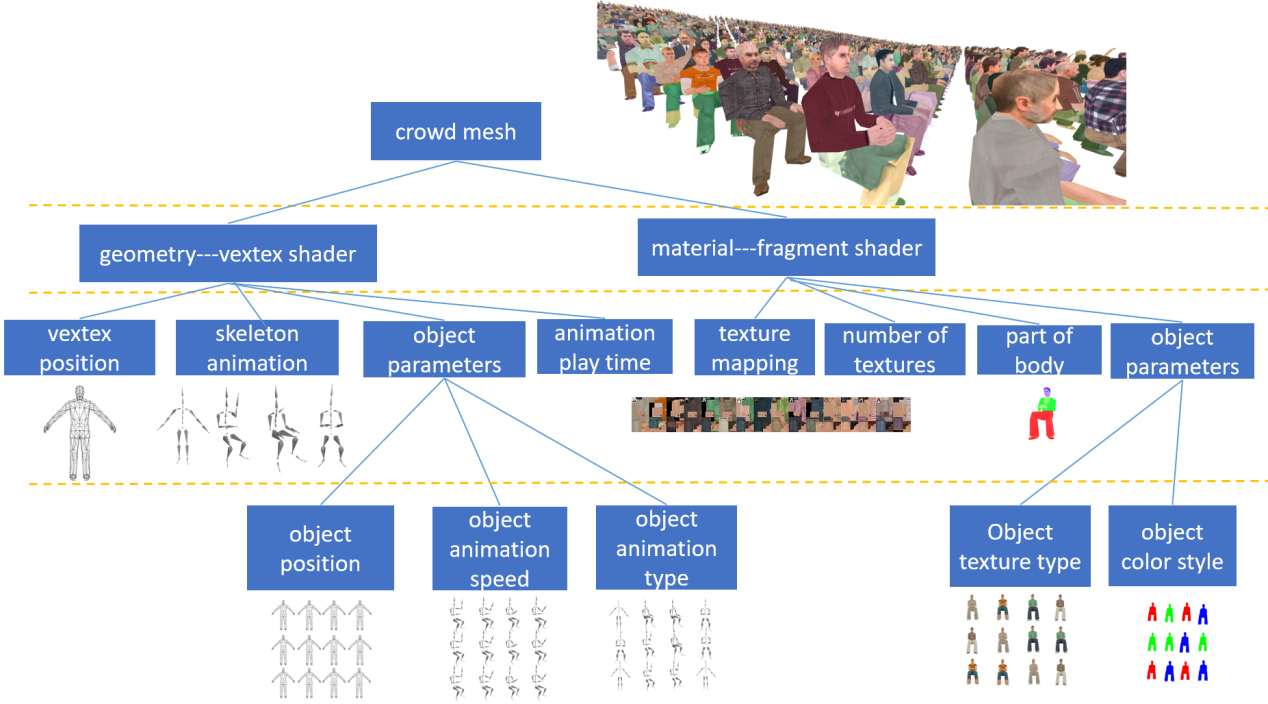 crowd mesh
geometry---vextex shader
material---fragment shader
vextex
position
skeleton
animation
object
parameters
animation
play time
texture
mapping
number of
textures
part of
body
object
parameters
object
position
object
animation
speed
object
animation
type
Object
texture type
object
color style